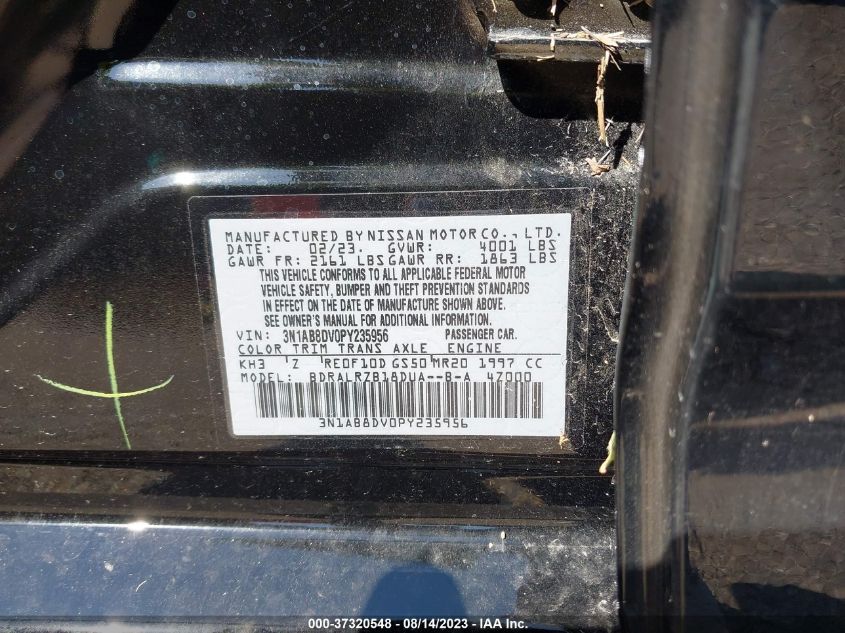 MANUFACTURED BY NISSAN MOTOR CO., LTD.
DATE: 02/23. GVWR: 4001 LBS
GAWR FR: 2161 LBS GAWR RR: 1863 LBS
THIS VEHICLE CONFORMS TO ALL APPLICABLE FEDERAL MOTOR
VEHICLE SAFETY, BUMPER AND THEFT PREVENTION STANDARDS
IN EFFECT ON THE DATE OF MANUFACTURE SHOWN ABOVE.
SEE OWNER'S MANUAL FOR ADDITIONAL INFORMATION.
VIN: 3N1AB8DV0PY235956 PASSENGER CAR.
COLOR TRIM TRANS AXLE ENGINE
KH3 'Z RE0F10D GS50 MR20 1997 CC
MODEL: BDRALRZB18DUA--B-A 4Z000
3N1AB8DV0PY235956
000-37320548 - 08/14/2023 - IAA Inc.